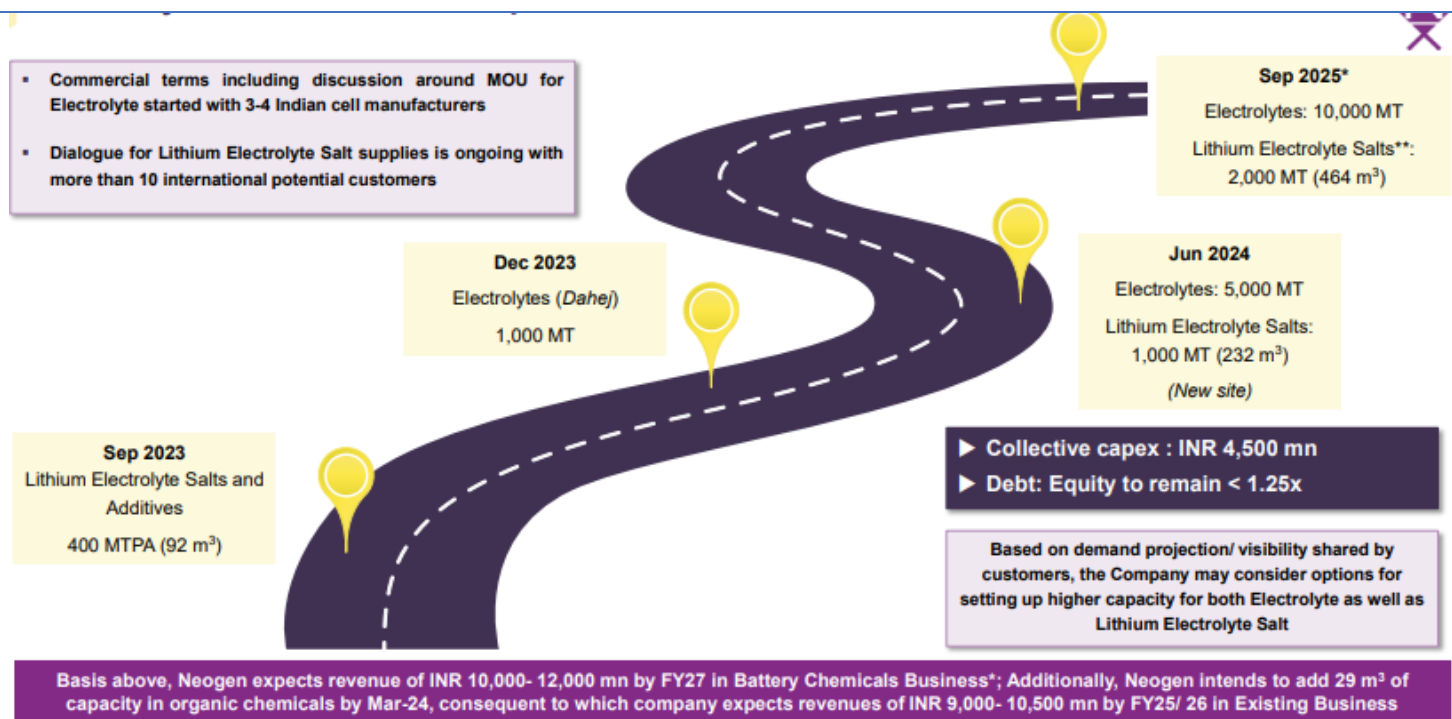 ▪ Commercial terms including discussion around MOU for
Electrolyte started with 3-4 Indian cell manufacturers
▪ Dialogue for Lithium Electrolyte Salt supplies is ongoing with
more than 10 international potential customers
Sep 2025*
Electrolytes: 10,000 MT
Lithium Electrolyte Salts**:
2,000 MT (464 m³)
Dec 2023
Electrolytes (Dahej)
1,000 MT
Jun 2024
Electrolytes: 5,000 MT
Lithium Electrolyte Salts:
1,000 MT (232 m³)
(New site)
Sep 2023
Lithium Electrolyte Salts and
Additives
400 MTPA (92 m³)
▶ Collective capex : INR 4,500 mn
▶ Debt: Equity to remain < 1.25x
Based on demand projection/ visibility shared by
customers, the Company may consider options for
setting up higher capacity for both Electrolyte as well as
Lithium Electrolyte Salt
Basis above, Neogen expects revenue of INR 10,000- 12,000 mn by FY27 in Battery Chemicals Business*; Additionally, Neogen intends to add 29 m³ of
capacity in organic chemicals by Mar-24, consequent to which company expects revenues of INR 9,000- 10,500 mn by FY25/ 26 in Existing Business